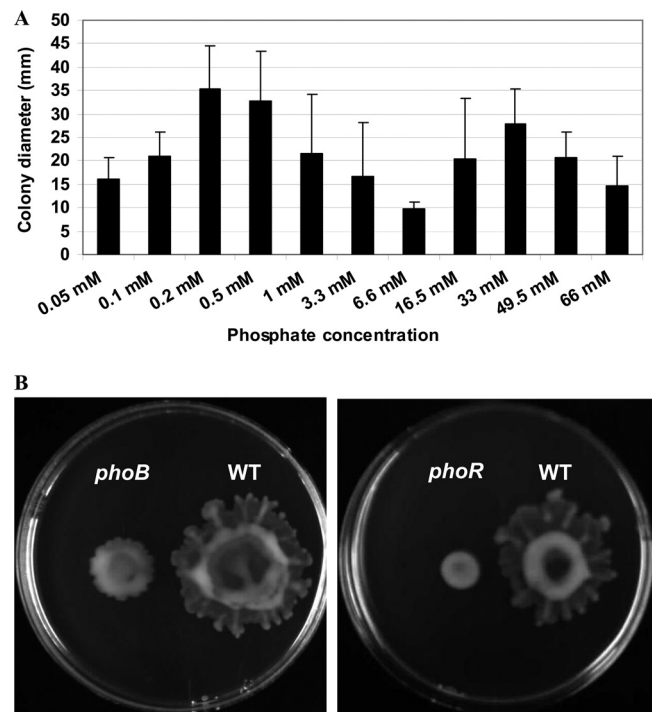 A
50
45
40
35
30
25
20
15
10
5
0
Colony diameter (mm)
0.05 mM
0.1 mM
0.2 mM
0.5 mM
1 mM
3.3 mM
6.6 mM
16.5 mM
33 mM
49.5 mM
66 mM
Phosphate concentration
B
phoB WT
phoR WT